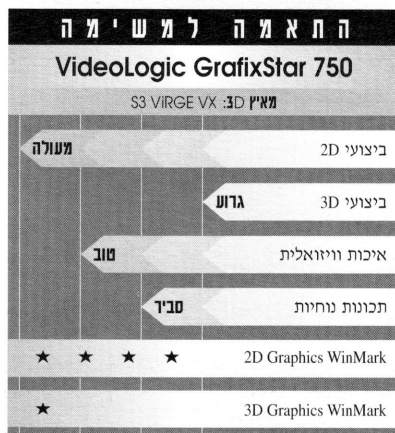 התאמה למשימה
VideoLogic GrafixStar 750
מאיץ 3D: S3 ViRGE VX
ביצועי 2D מעולה
ביצועי 3D גרוע
איכות וויזואלית טוב
תכונות נוחיות סביר
2D Graphics WinMark ★ ★ ★ ★
3D Graphics WinMark ★